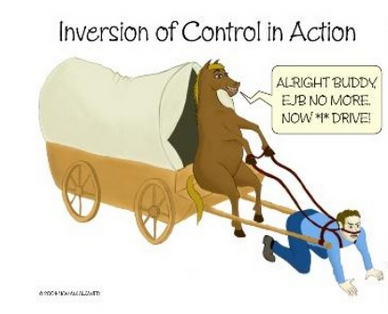 Inversion of Control in Action
ALRIGHT BUDDY,
EJB NO MORE.
NOW *I* DRIVE!